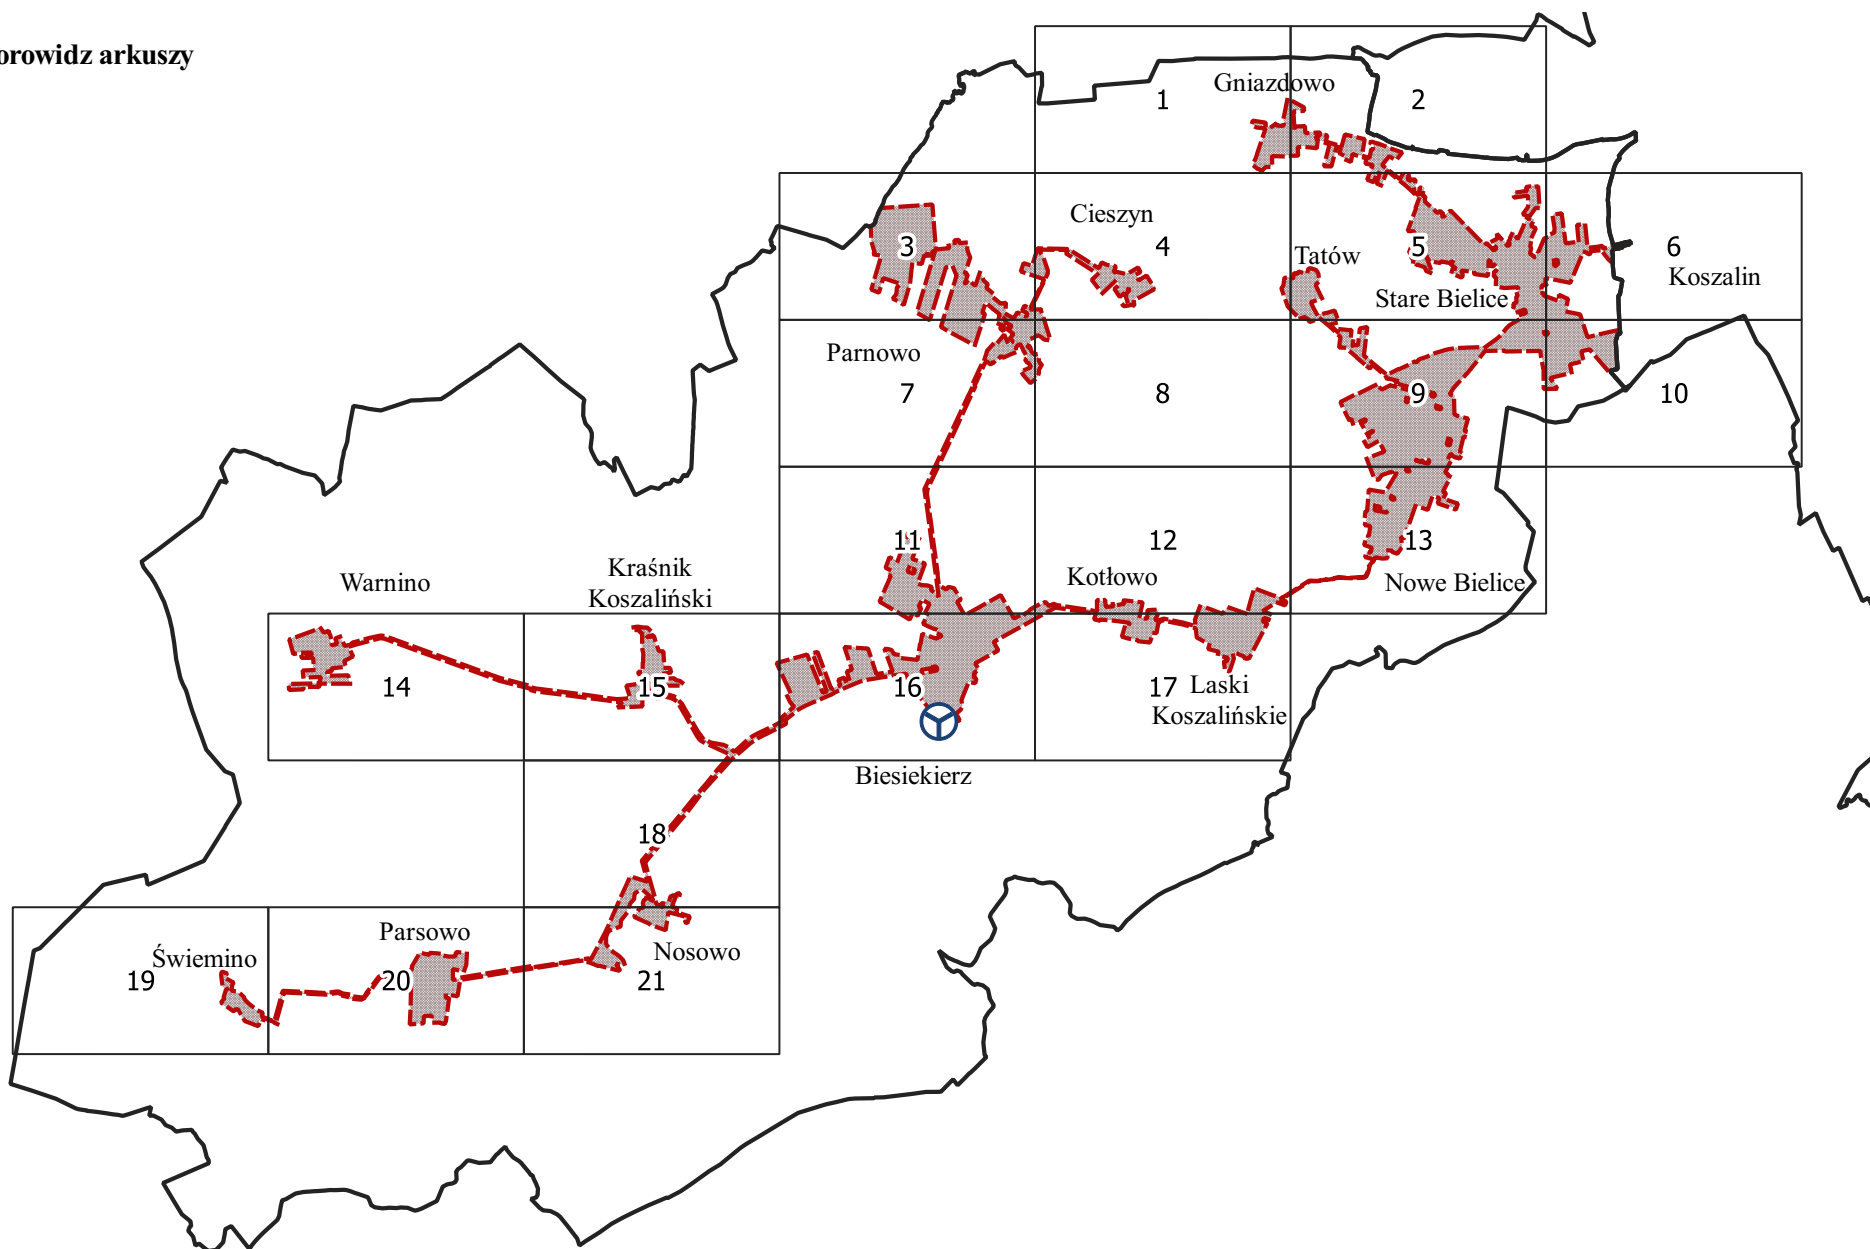 orowidz arkuszy
Gniazdowo
1
2
Cieszyn
3
4
Tatów
5
6
Koszalin
Stare Bielice
Parnowo
7
8
9
10
11
12
13
Kotłowo
Nowe Bielice
Warnino
Kraśnik
Koszaliński
14
15
16
17
Laski
Koszalińskie
Biesiekierz
18
Parsowo
Świemino
Nosowo
19
20
21